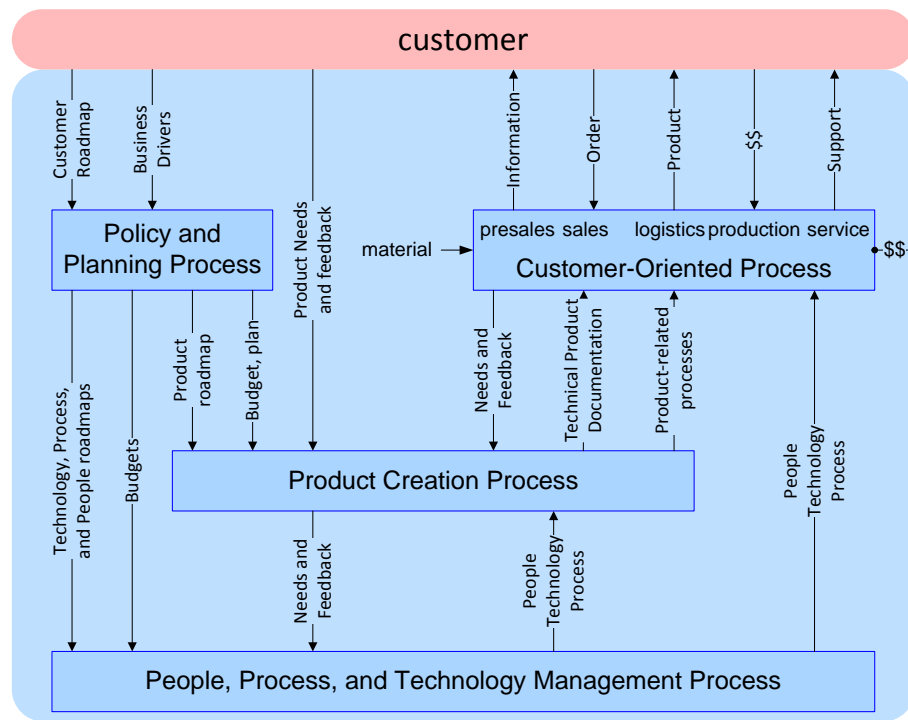 customer
Customer
Roadmap
Business
Drivers
Product Needs
and feedback
Information
Order
Product
$$
Support
Policy and
Planning Process
material
presales sales logistics production service
Customer-Oriented Process
$$
Technology, Process,
and People roadmaps
Budgets
Product
roadmap
Budget, plan
Needs and
Feedback
Technical Product
Documentation
Product-related
processes
People
Technology
Process
Product Creation Process
Needs and
Feedback
People
Technology
Process
People, Process, and Technology Management Process